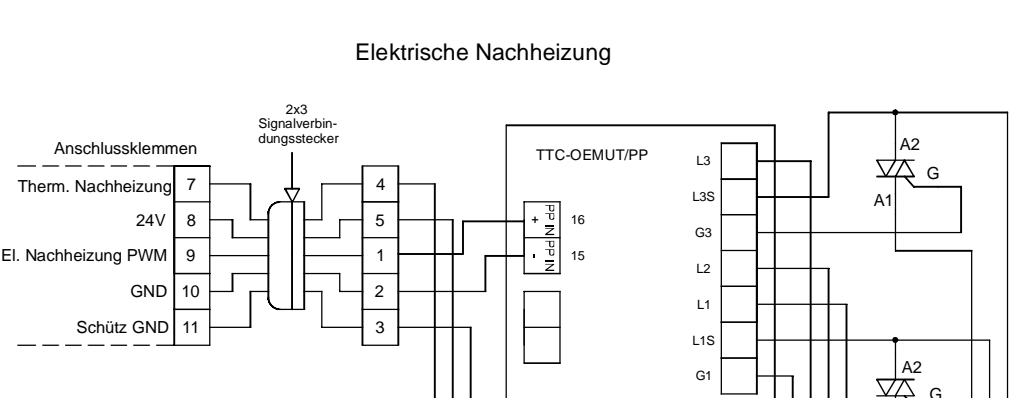 Elektrische Nachheizung
2x3
Signalverbin-
dungsstecker
Anschlussklemmen
Therm. Nachheizung 7
24V 8
El. Nachheizung PWM 9
GND 10
Schütz GND 11
4
5
1
2
3
TTC-OEMUT/PP
+ PP IN 16
- PP IN 15
L3
L3S
G3
L2
L1
L1S
G1
A2
G
A1
A2
G